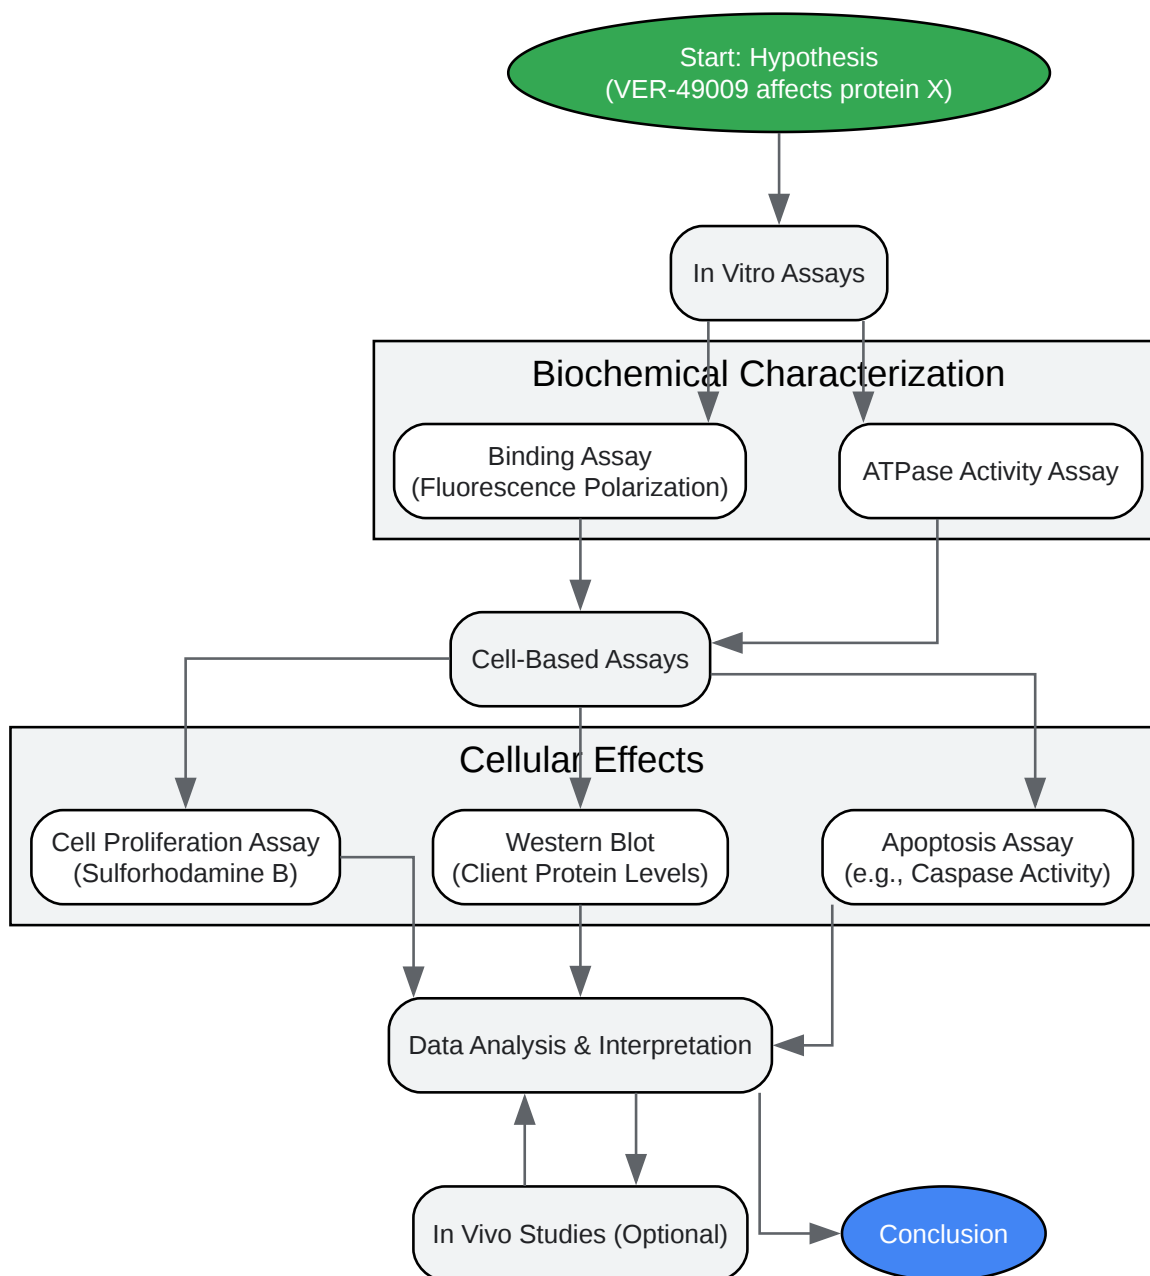 Start: Hypothesis
(VER-49009 affects protein X)
In Vitro Assays
Biochemical Characterization
Binding Assay
(Fluorescence Polarization)
ATPase Activity Assay
Cell-Based Assays
Cellular Effects
Cell Proliferation Assay
(Sulforhodamine B)
Western Blot
(Client Protein Levels)
Apoptosis Assay
(e.g., Caspase Activity)
Data Analysis & Interpretation
In Vivo Studies (Optional)
Conclusion